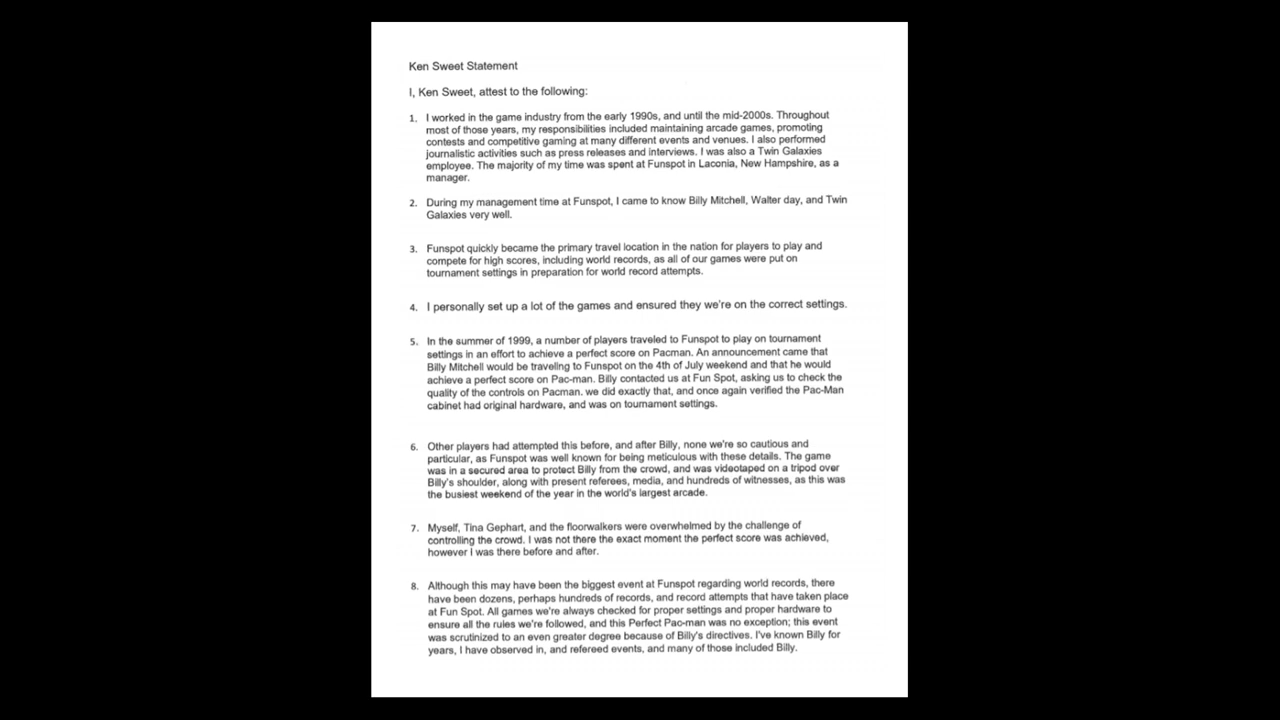 Ken Sweet Statement
I, Ken Sweet, attest to the following:
1. I worked in the game industry from the early 1990s, and until the mid-2000s. Throughout
most of those years, my responsibilities included maintaining arcade games, promoting
contests and competitive gaming at many different events and venues. I also performed
journalistic activities such as press releases and interviews. I was also a Twin Galaxies
employee. The majority of my time was spent at Funspot in Laconia, New Hampshire, as a
manager.
2. During my management time at Funspot, I came to know Billy Mitchell, Walter day, and Twin
Galaxies very well.
3. Funspot quickly became the primary travel location in the nation for players to play and
compete for high scores, including world records, as all of our games were put on
tournament settings in preparation for world record attempts.
4. I personally set up a lot of the games and ensured they we're on the correct settings.
5. In the summer of 1999, a number of players traveled to Funspot to play on tournament
settings in an effort to achieve a perfect score on Pacman. An announcement came that
Billy Mitchell would be traveling to Funspot on the 4th of July weekend and that he would
achieve a perfect score on Pac-man. Billy contacted us at Fun Spot, asking us to check the
quality of the controls on Pacman. we did exactly that, and once again verified the Pac-Man
cabinet had original hardware, and was on tournament settings.
6. Other players had attempted this before, and after Billy, none we're so cautious and
particular, as Funspot was well known for being meticulous with these details. The game
was in a secured area to protect Billy from the crowd, and was videotaped on a tripod over
Billy's shoulder, along with present referees, media, and hundreds of witnesses, as this was
the busiest weekend of the year in the world's largest arcade.
7. Myself, Tina Gephart, and the floorwalkers were overwhelmed by the challenge of
controlling the crowd. I was not there the exact moment the perfect score was achieved,
however I was there before and after.
8. Although this may have been the biggest event at Funspot regarding world records, there
have been dozens, perhaps hundreds of records, and record attempts that have taken place
at Fun Spot. All games we're always checked for proper settings and proper hardware to
ensure all the rules we're followed, and this Perfect Pac-man was no exception; this event
was scrutinized to an even greater degree because of Billy's directives. I've known Billy for
years, I have observed in, and refereed events, and many of those included Billy.